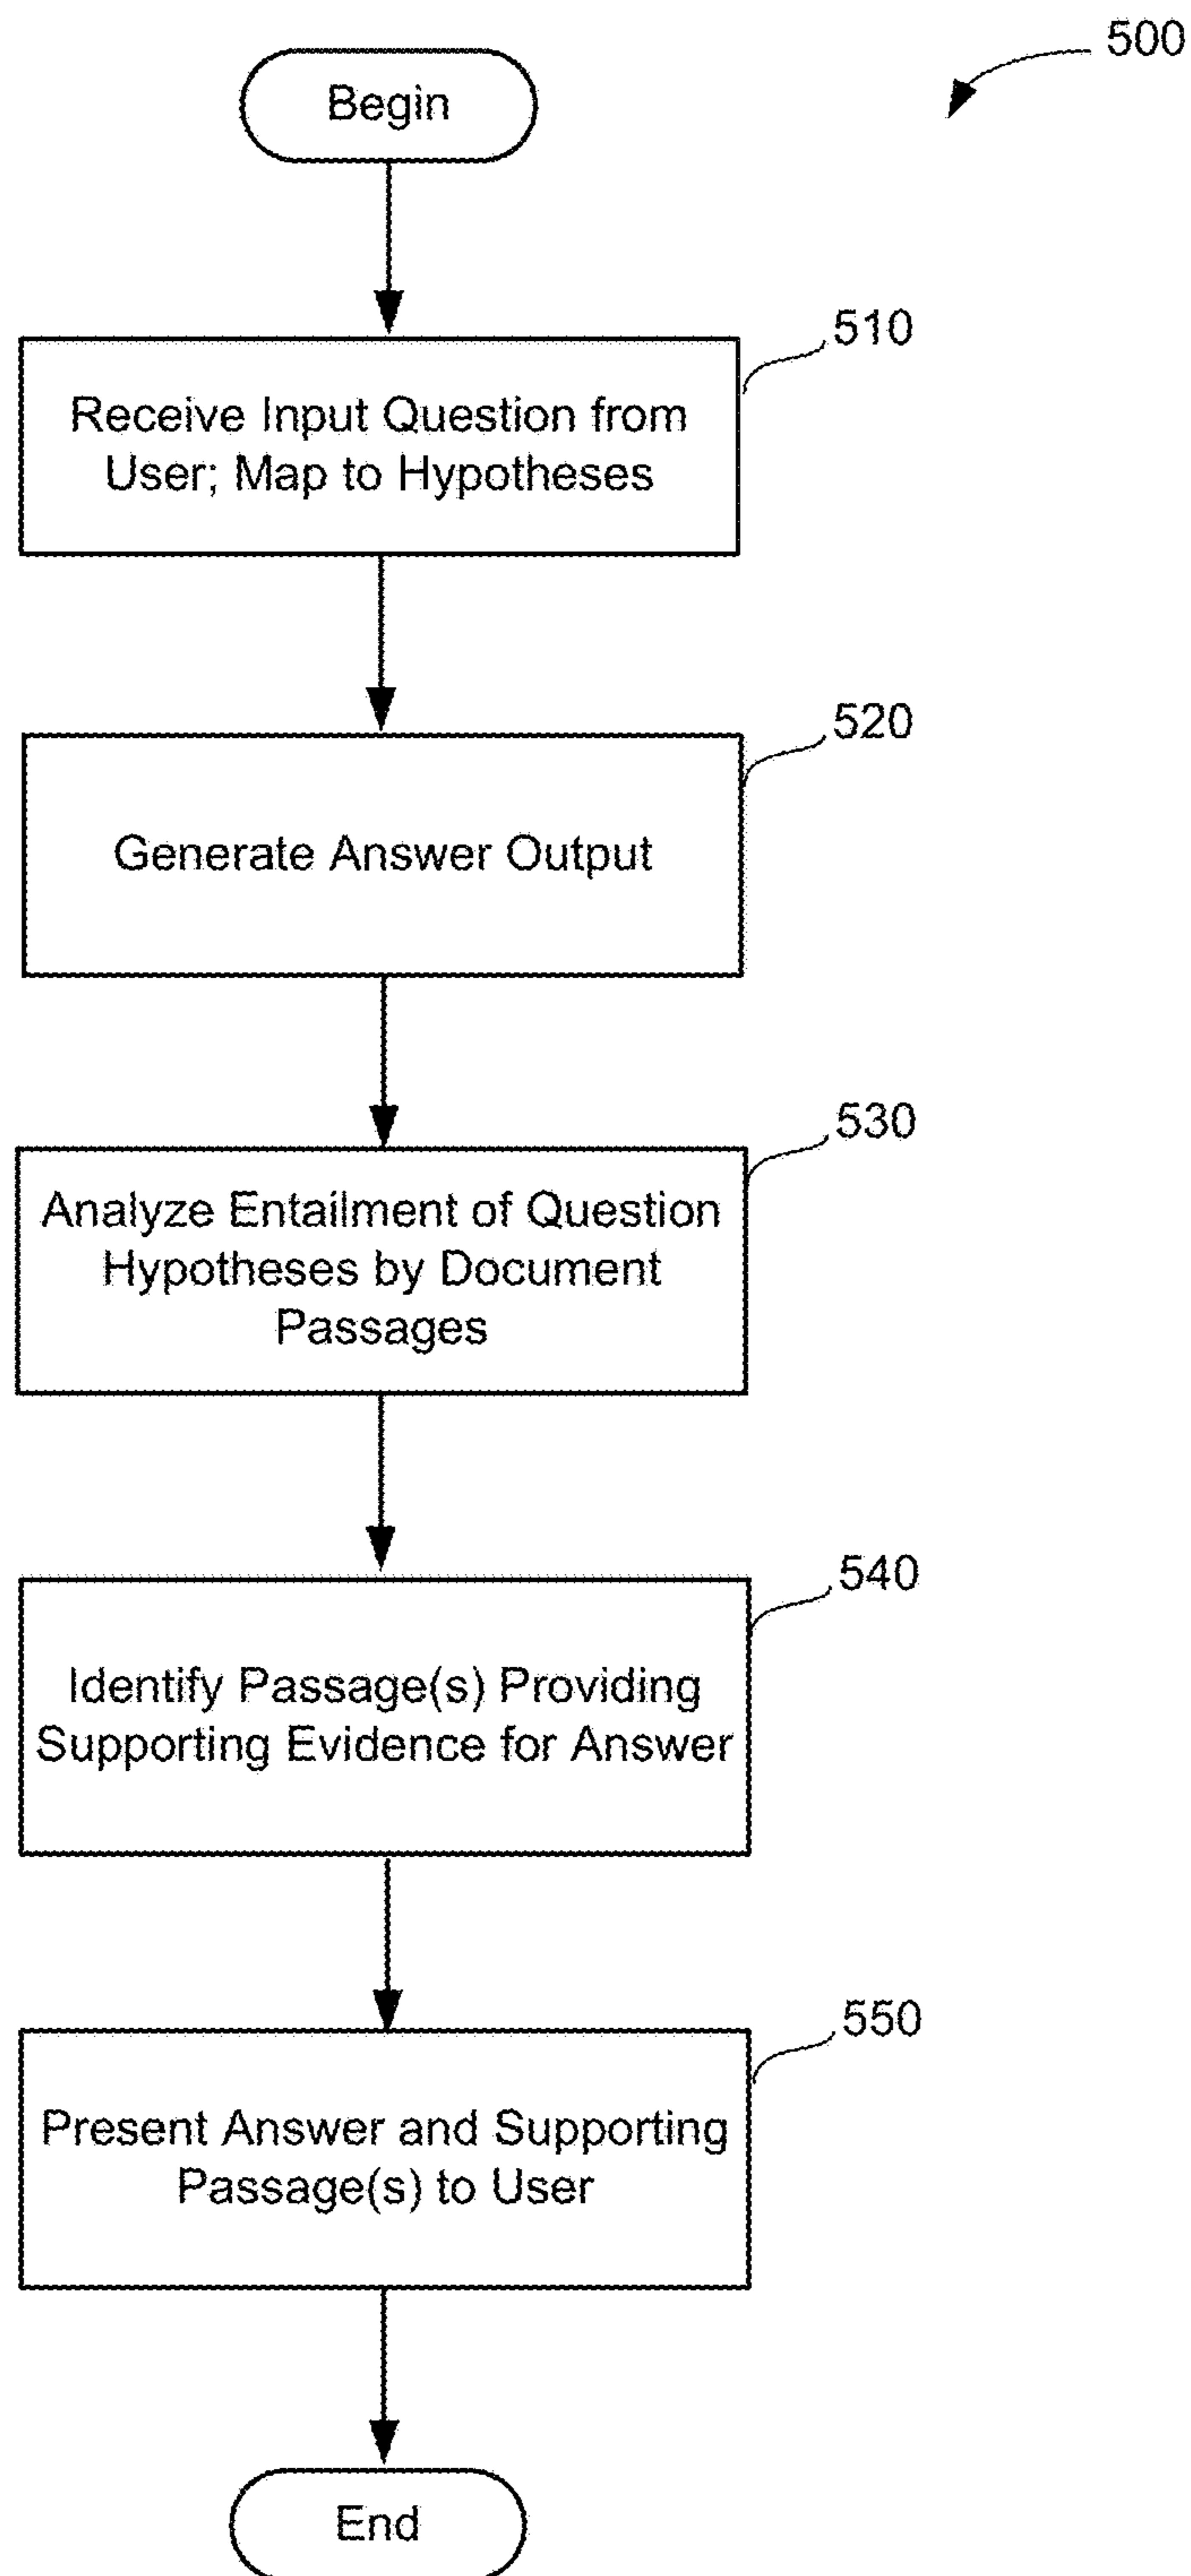 500
Begin
510
Receive Input Question from
User; Map to Hypotheses
520
Generate Answer Output
530
Analyze Entailment of Question
Hypotheses by Document
Passages
540
Identify Passage(s) Providing
Supporting Evidence for Answer
550
Present Answer and Supporting
Passage(s) to User
End